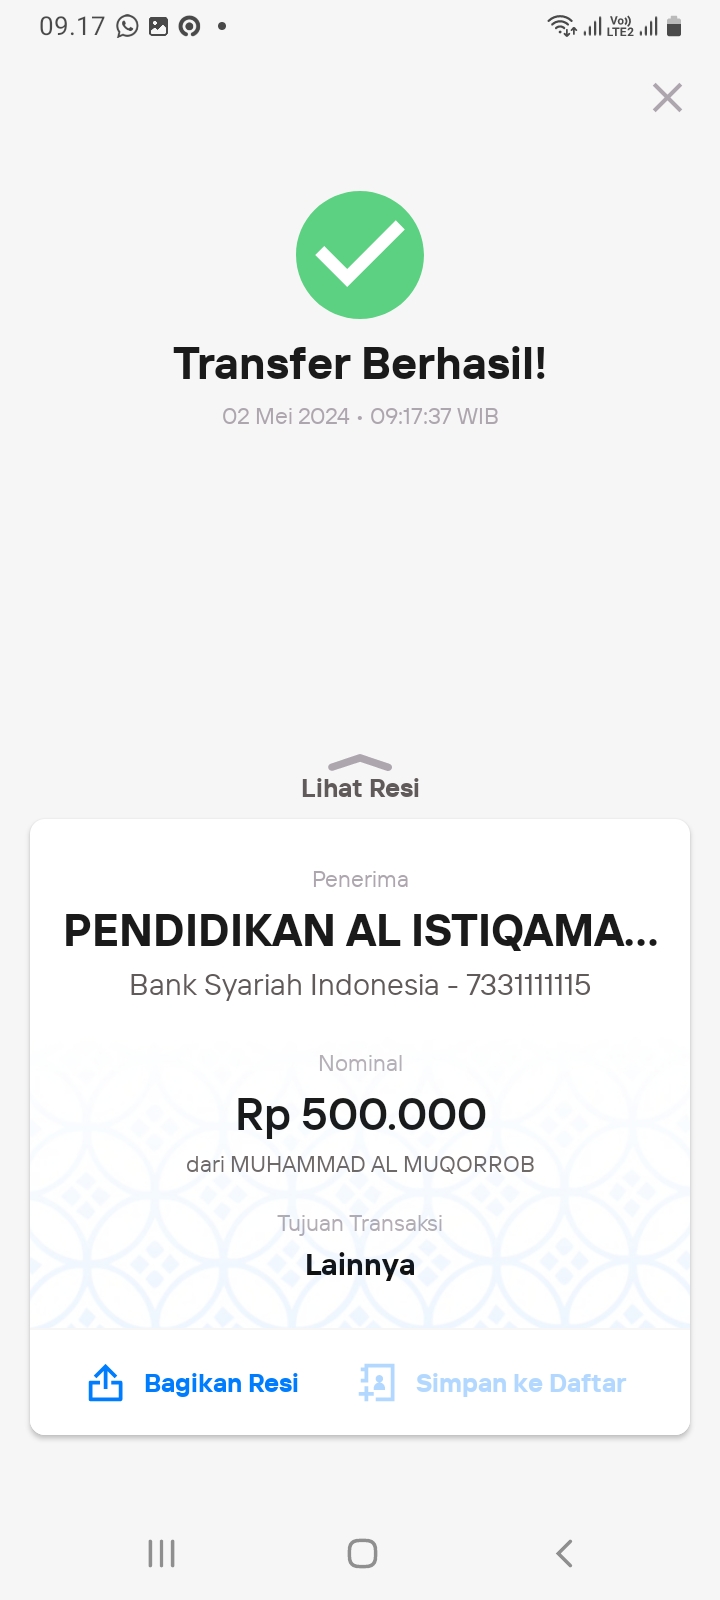 09.17
Vo))
LTE2
Transfer Berhasil!
02 Mei 2024 • 09:17:37 WIB
Lihat Resi
Penerima
PENDIDIKAN AL ISTIQAMA...
Bank Syariah Indonesia - 7331111115
Nominal
Rp 500.000
dari MUHAMMAD AL MUQORROB
Tujuan Transaksi
Lainnya
Bagikan Resi
Simpan ke Daftar